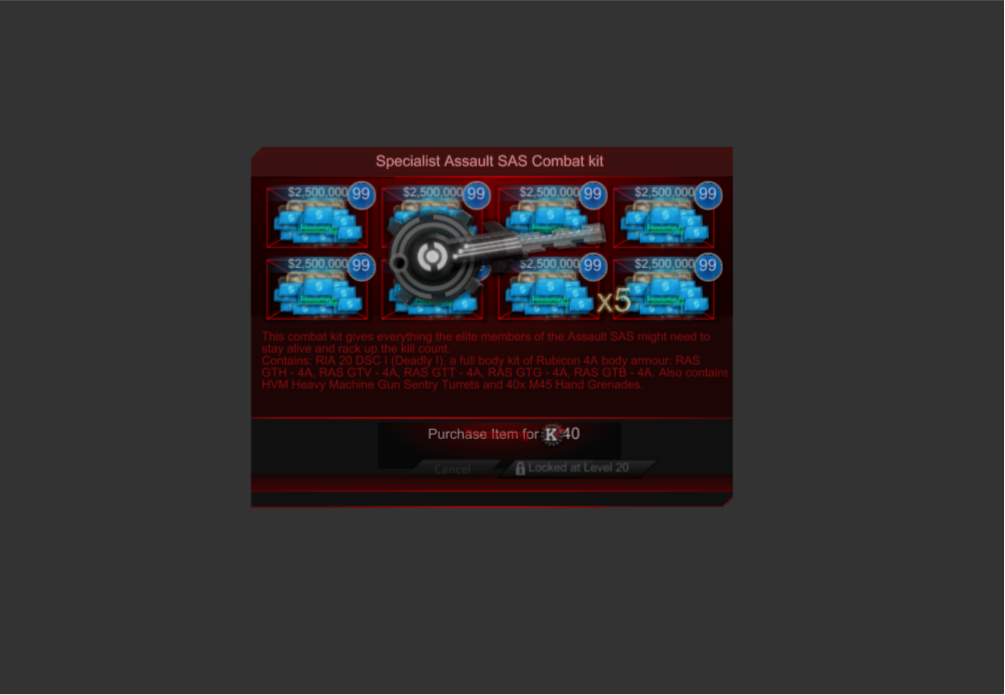 Specialist Assault SAS Combat kit
$2,500,000 99 $2,500,000 99 $2,500,000 99 $2,500,000 99
$2,500,000 99 $2,500,000 99 $2,500,000 99
x5
This combat kit gives everything the elite members of the Assault SAS might need to
stay alive and rack up the kill count.
Contains: RIA 20 DSC I (Deadly I), a full body kit of Rubicon 4A body armour: RAS
GTH - 4A, RAS GTV - 4A, RAS GTT - 4A, RAS GTG - 4A, RAS GTB - 4A. Also contains
HVM Heavy Machine Gun Sentry Turrets and 40x M45 Hand Grenades.
Purchase Item for K 40
Cancel Locked at Level 20